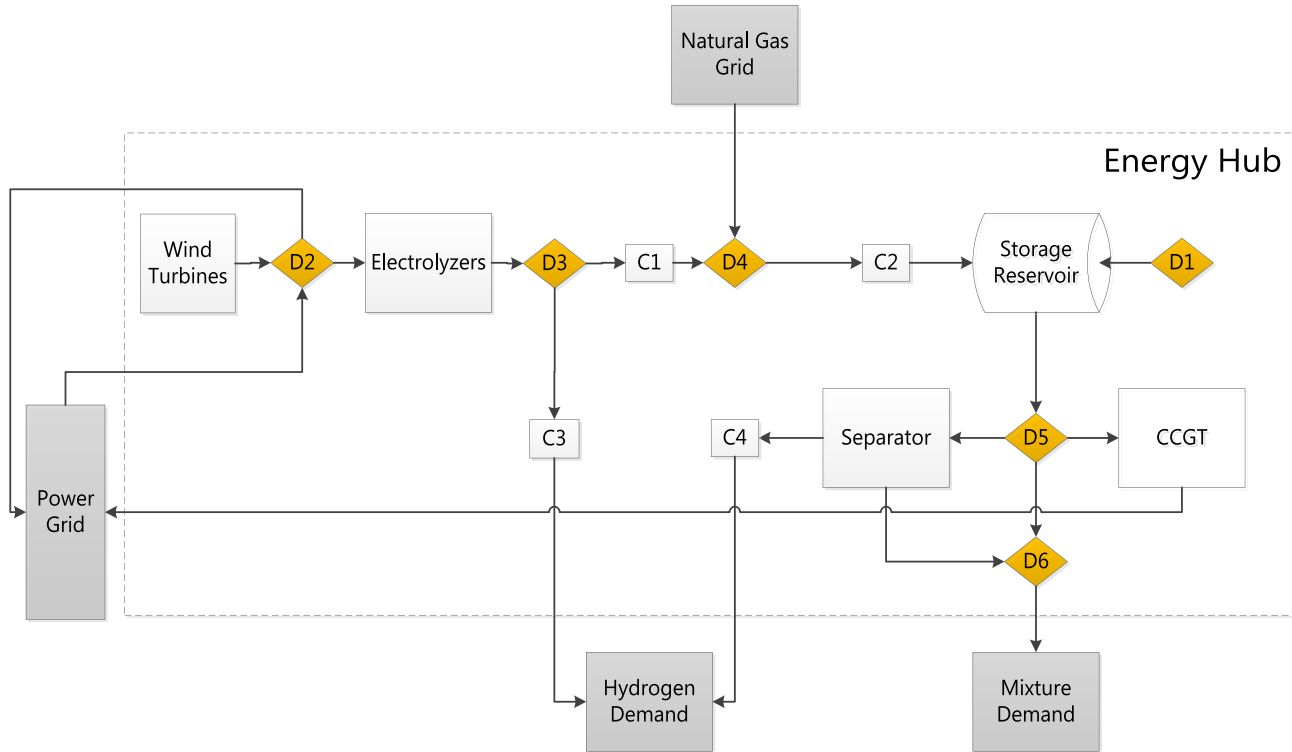 Natural Gas
Grid
Energy Hub
Wind
Turbines
D2
Electrolyzers
D3
C1
D4
C2
Storage
Reservoir
D1
C3
C4
Separator
D5
CCGT
Power
Grid
D6
Hydrogen
Demand
Mixture
Demand